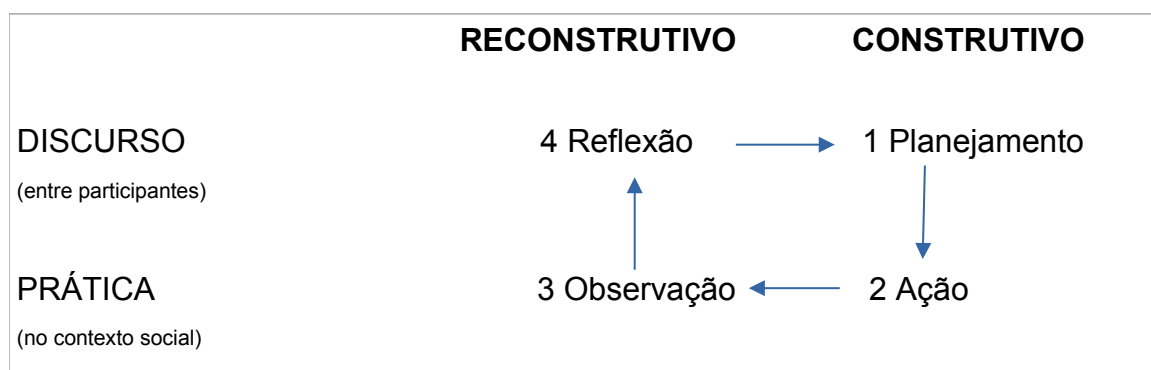 RECONSTRUTIVO CONSTRUTIVO
DISCURSO 4 Reflexão 1 Planejamento
(entre participantes)
PRÁTICA 3 Observação 2 Ação
(no contexto social)